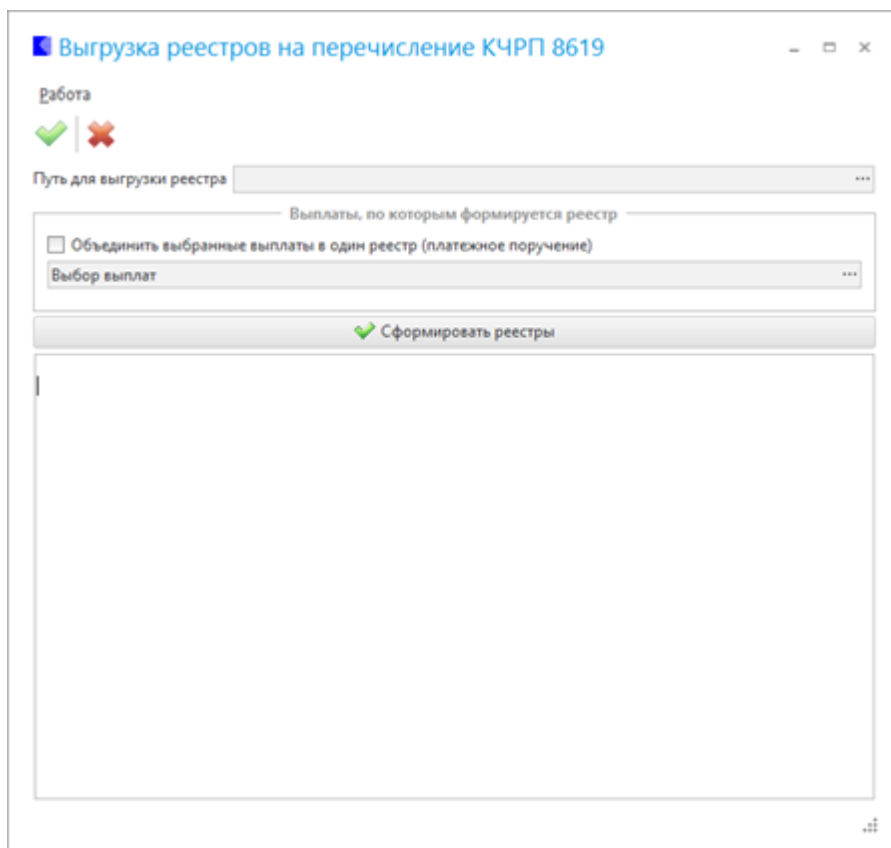 Выгрузка реестров на перечисление КЧРП 8619
Работа
Путь для выгрузки реестра ...
Выплаты, по которым формируется реестр
Объединить выбранные выплаты в один реестр (платежное поручение)
Выбор выплат ...
Сформировать реестры